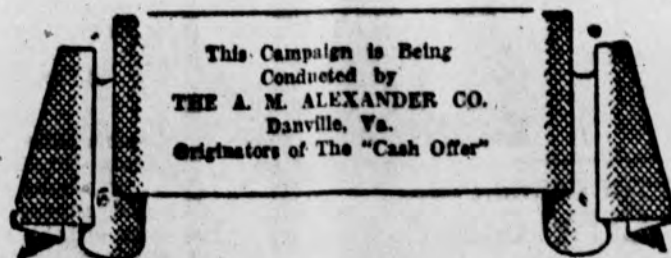 This Campaign is Being
Conducted by
THE A. M. ALEXANDER CO.
Danville, Va.
Originators of The "Cash Offer"